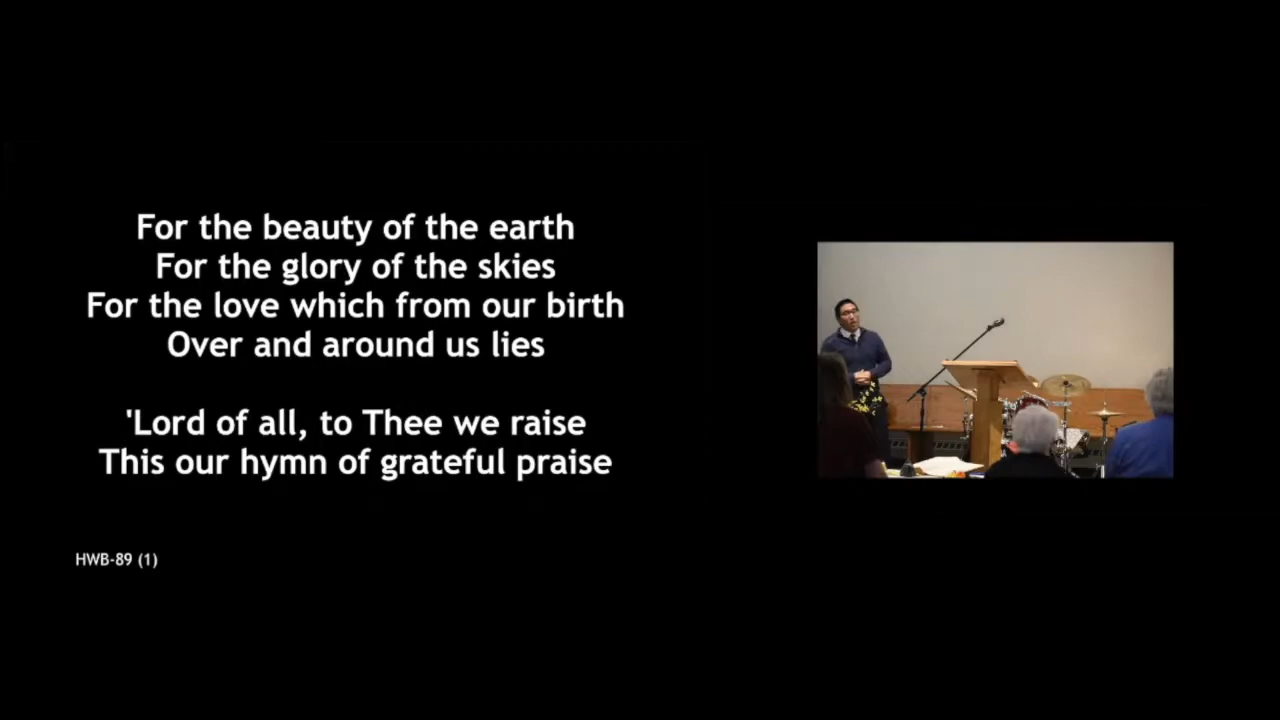 For the beauty of the earth
For the glory of the skies
For the love which from our birth
Over and around us lies
'Lord of all, to Thee we raise
This our hymn of grateful praise
HWB-89 (1)